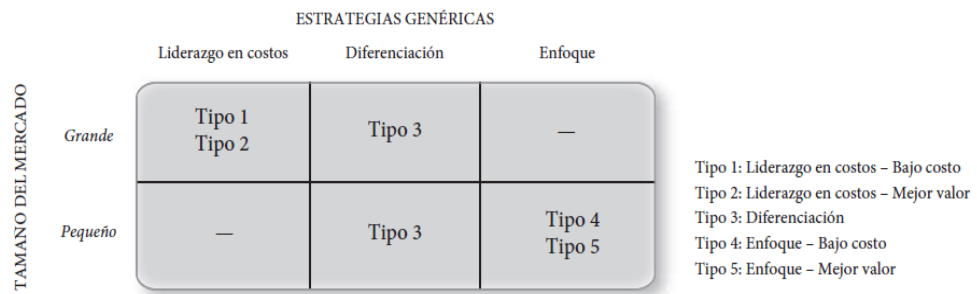 ESTRATEGIAS GENÉRICAS
Liderazgo en costos Diferenciación Enfoque
TAMANO DEL MERCADO
Grande
Tipo 1
Tipo 2
Tipo 3
—
Pequeño
—
Tipo 3
Tipo 4
Tipo 5
Tipo 1: Liderazgo en costos – Bajo costo
Tipo 2: Liderazgo en costos – Mejor valor
Tipo 3: Diferenciación
Tipo 4: Enfoque – Bajo costo
Tipo 5: Enfoque – Mejor valor